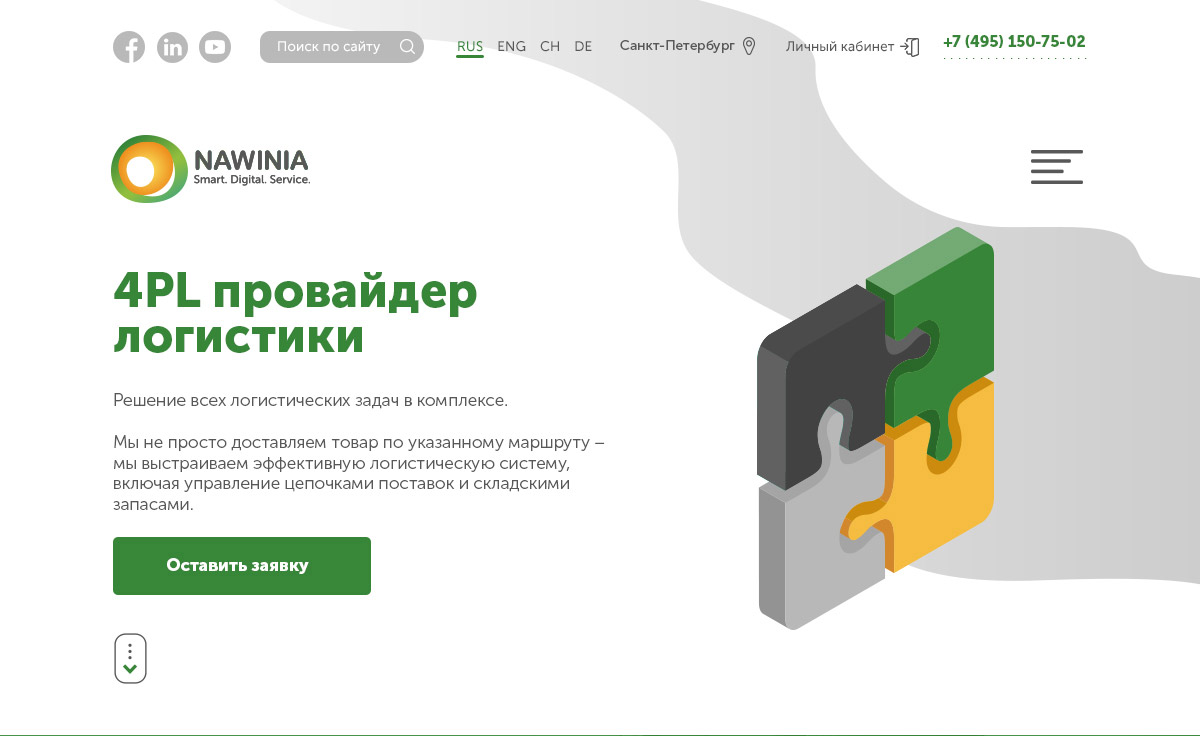 Поиск по сайту
RUS ENG CH DE
Санкт-Петербург
Личный кабинет
+7 (495) 150-75-02
NAWINIA
Smart. Digital. Service.
4PL провайдер
логистики
Решение всех логистических задач в комплексе.
Мы не просто доставляем товар по указанному маршруту –
мы выстраиваем эффективную логистическую систему,
включая управление цепочками поставок и складскими
запасами.
Оставить заявку